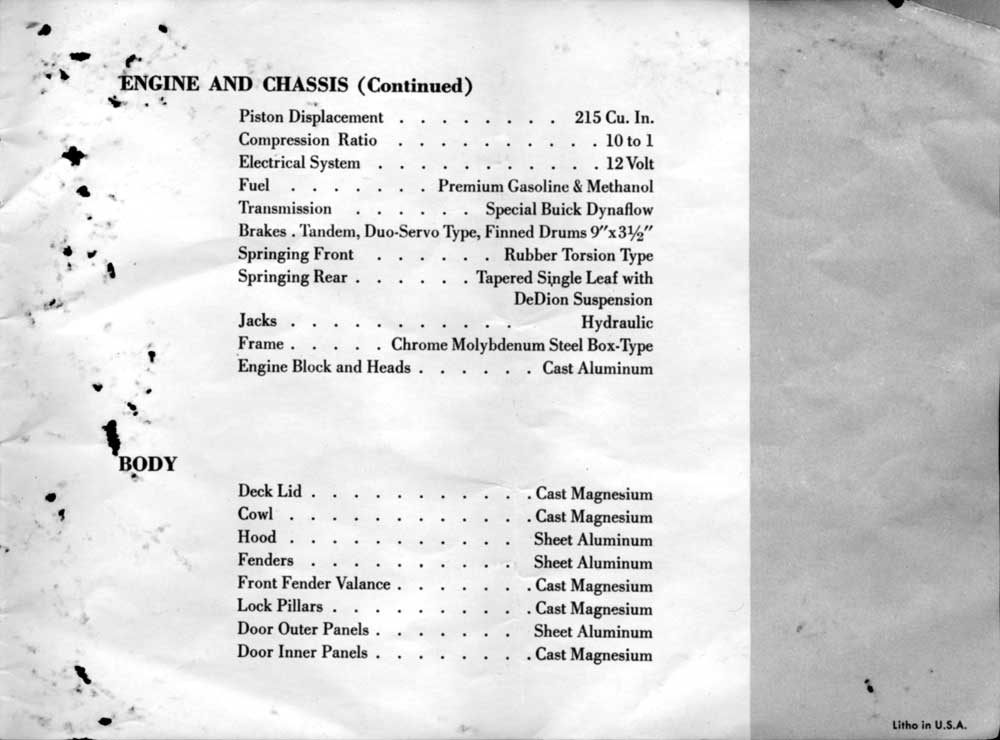 ENGINE AND CHASSIS (Continued)
Piston Displacement . . . . . . . . 215 Cu. In.
Compression Ratio . . . . . . . . . . 10 to 1
Electrical System . . . . . . . . . . . 12 Volt
Fuel . . . . . . . Premium Gasoline & Methanol
Transmission . . . . . . Special Buick Dynaflow
Brakes . Tandem, Duo-Servo Type, Finned Drums 9″x3½″
Springing Front . . . . . . Rubber Torsion Type
Springing Rear . . . . . . Tapered Single Leaf with
DeDion Suspension
Jacks . . . . . . . . . . . Hydraulic
Frame . . . . . Chrome Molybdenum Steel Box-Type
Engine Block and Heads . . . . . . Cast Aluminum
BODY
Deck Lid . . . . . . . . . . . Cast Magnesium
Cowl . . . . . . . . . . . . Cast Magnesium
Hood . . . . . . . . . . . Sheet Aluminum
Fenders . . . . . . . . . . Sheet Aluminum
Front Fender Valance . . . . . . . Cast Magnesium
Lock Pillars . . . . . . . . . . Cast Magnesium
Door Outer Panels . . . . . . . Sheet Aluminum
Door Inner Panels . . . . . . . . Cast Magnesium
Litho in U.S.A.